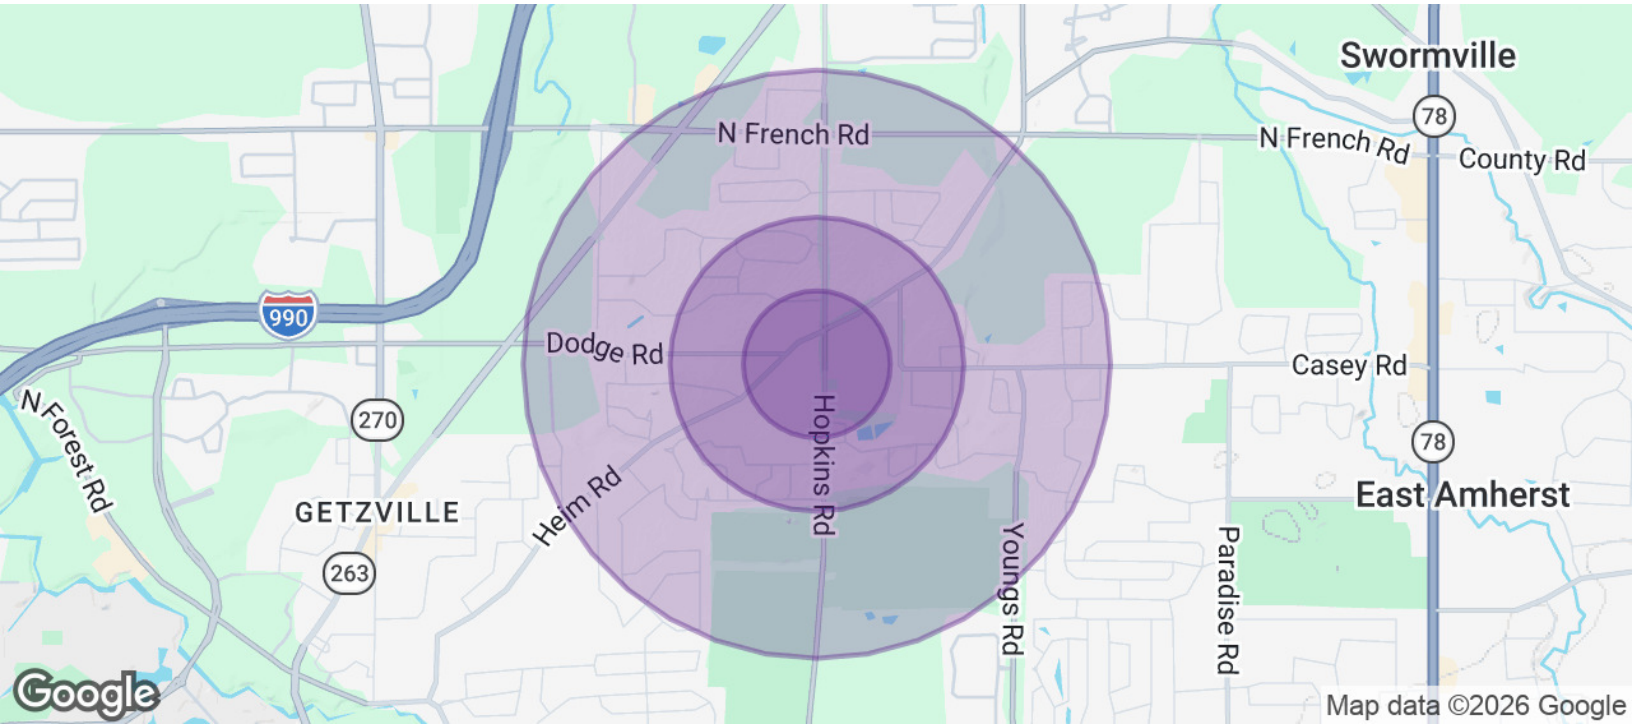 Swormville
78
N French Rd
N French Rd
County Rd
990
Dodge Rd
Casey Rd
N Forest Rd
270
Hopkins Rd
78
Heim Rd
GETZVILLE
East Amherst
263
Youngs Rd
Paradise Rd
Google
Map data ©2026 Google